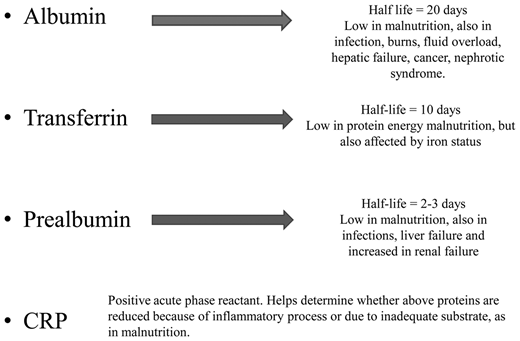 • Albumin
Half life = 20 days
Low in malnutrition, also in
infection, burns, fluid overload,
hepatic failure, cancer, nephrotic
syndrome.
• Transferrin
Half-life = 10 days
Low in protein energy malnutrition, but
also affected by iron status
• Prealbumin
Half-life = 2-3 days
Low in malnutrition, also in
infections, liver failure and
increased in renal failure
• CRP
Positive acute phase reactant. Helps determine whether above proteins are
reduced because of inflammatory process or due to inadequate substrate, as
in malnutrition.